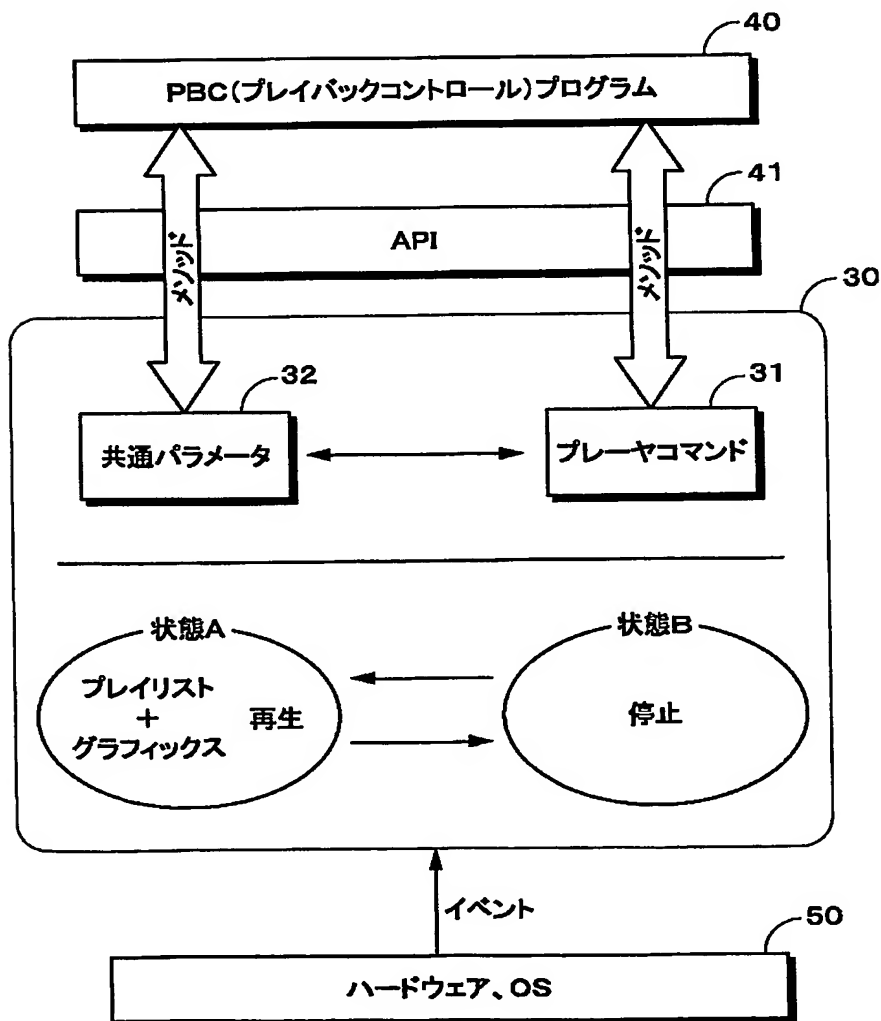 40
PBC(プレイバックコントロール)プログラム
41
API
メソッド
メソッド
30
32
31
共通パラメータ
プレーヤコマンド
状態A
状態B
プレイリスト
+
グラフィックス
再生
停止
イベント
50
ハードウェア、OS